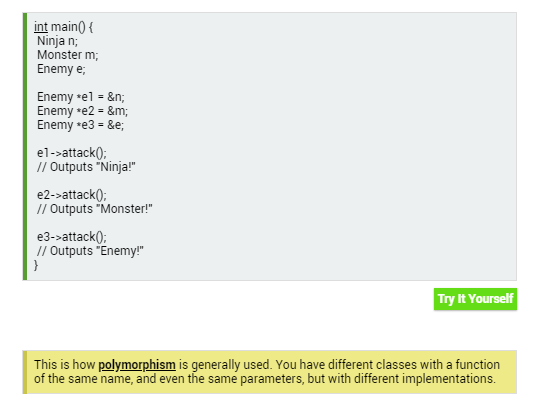 int main() {
Ninja n;
Monster m;
Enemy e;
Enemy *e1 = &n;
Enemy *e2 = &m;
Enemy *e3 = &e;
e1->attack();
// Outputs "Ninja!"
e2->attack();
// Outputs "Monster!"
e3->attack();
// Outputs "Enemy!"
}
Try It Yourself
This is how polymorphism is generally used. You have different classes with a function
of the same name, and even the same parameters, but with different implementations.